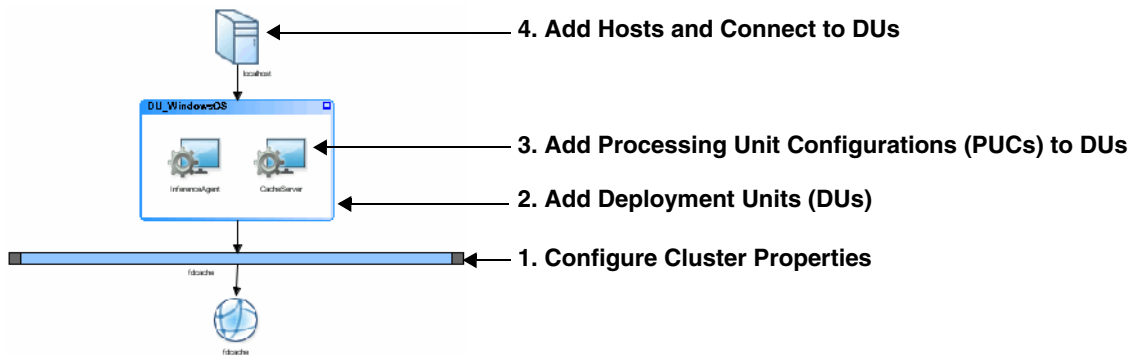 4. Add Hosts and Connect to DUs
localhost
DU_WindowsOS
3. Add Processing Unit Configurations (PUCs) to DUs
InferenceAgent
CacheServer
2. Add Deployment Units (DUs)
1. Configure Cluster Properties
fdcache
fdcache